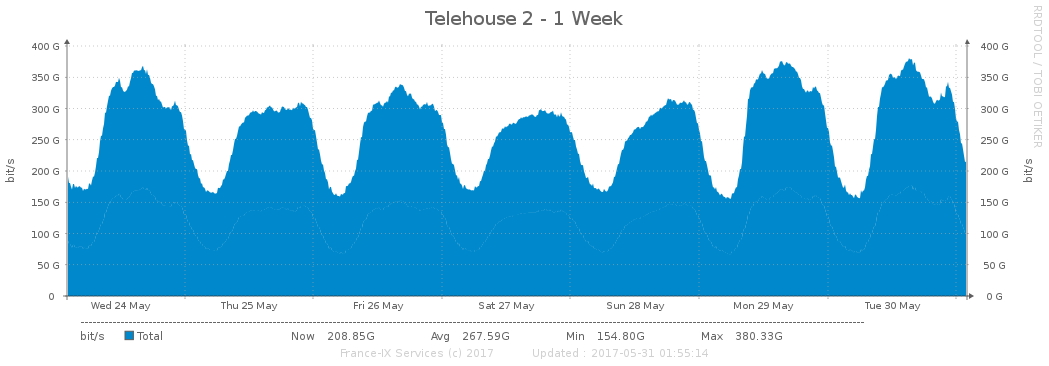 Telehouse 2 - 1 Week
RRDTOOL / TOBI OETIKER
400 G 400 G
350 G 350 G
300 G 300 G
250 G 250 G
200 G 200 G
150 G 150 G
100 G 100 G
50 G 50 G
0 0 G
bit/s
bit/s
Wed 24 May Thu 25 May Fri 26 May Sat 27 May Sun 28 May Mon 29 May Tue 30 May
bit/s Total Now 208.85G Avg 267.59G Min 154.80G Max 380.33G
France-IX Services (c) 2017 Updated : 2017-05-31 01:55:14